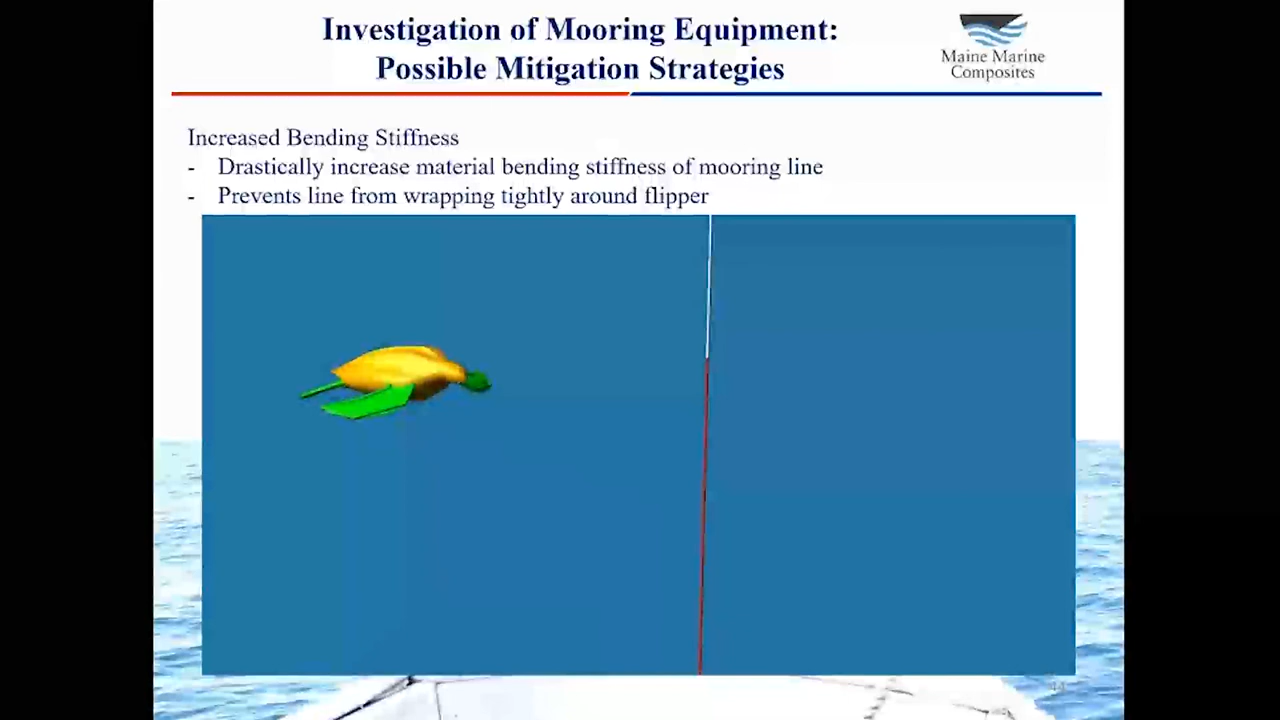 Investigation of Mooring Equipment:
Possible Mitigation Strategies
Maine Marine
Composites
Increased Bending Stiffness
- Drastically increase material bending stiffness of mooring line
- Prevents line from wrapping tightly around flipper